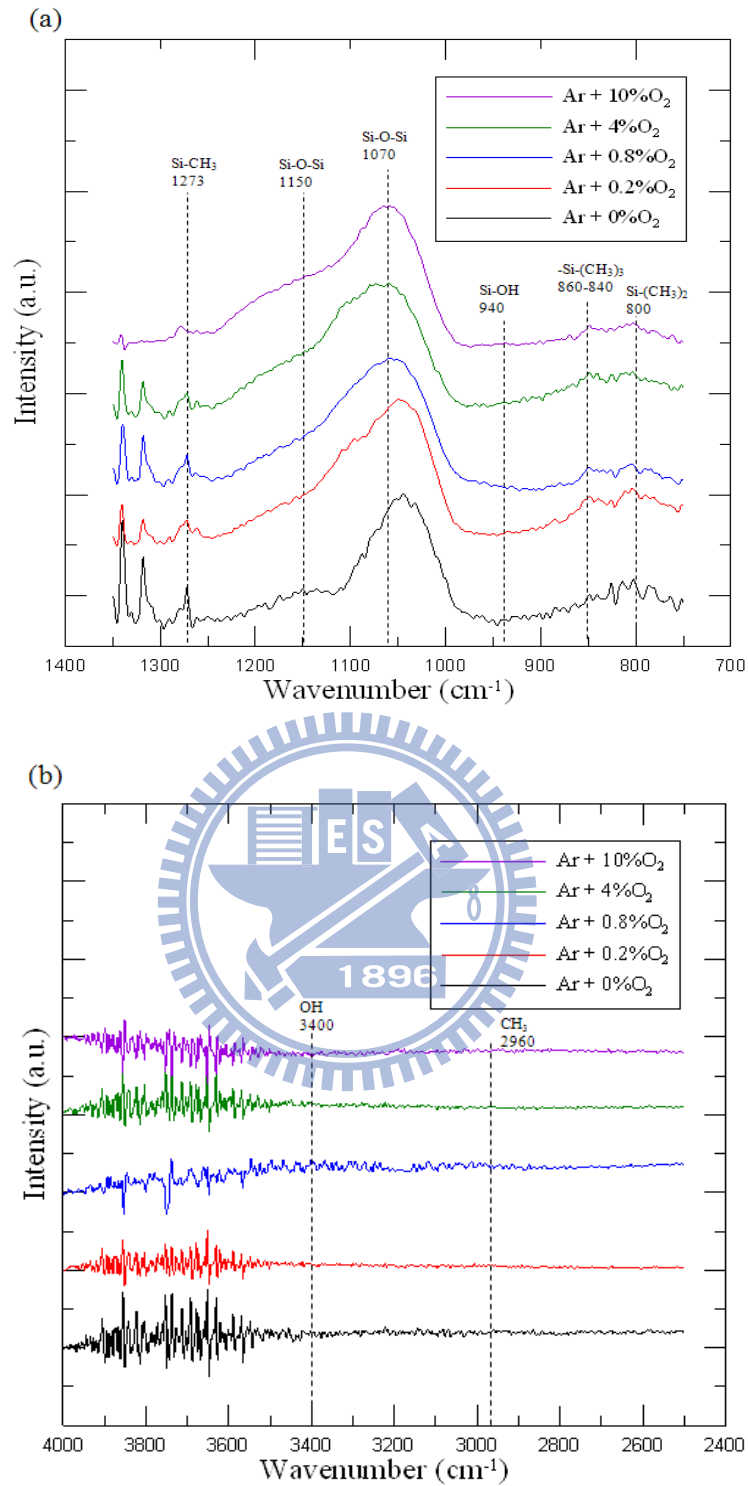 (a)
Ar + 10%O₂
Ar + 4%O₂
Ar + 0.8%O₂
Ar + 0.2%O₂
Ar + 0%O₂
Si-CH₃
1273
Si-O-Si
1150
Si-O-Si
1070
Si-OH
940
-Si-(CH₃)₃
860-840
Si-(CH₃)₂
800
Intensity (a.u.)
1400 1300 1200 1100 1000 900 800 700
Wavenumber (cm⁻¹)
(b)
Ar + 10%O₂
Ar + 4%O₂
Ar + 0.8%O₂
Ar + 0.2%O₂
Ar + 0%O₂
ES
1896
OH
3400
CH₃
2960
Intensity (a.u.)
4000 3800 3600 3400 3200 3000 2800 2600 2400
Wavenumber (cm⁻¹)